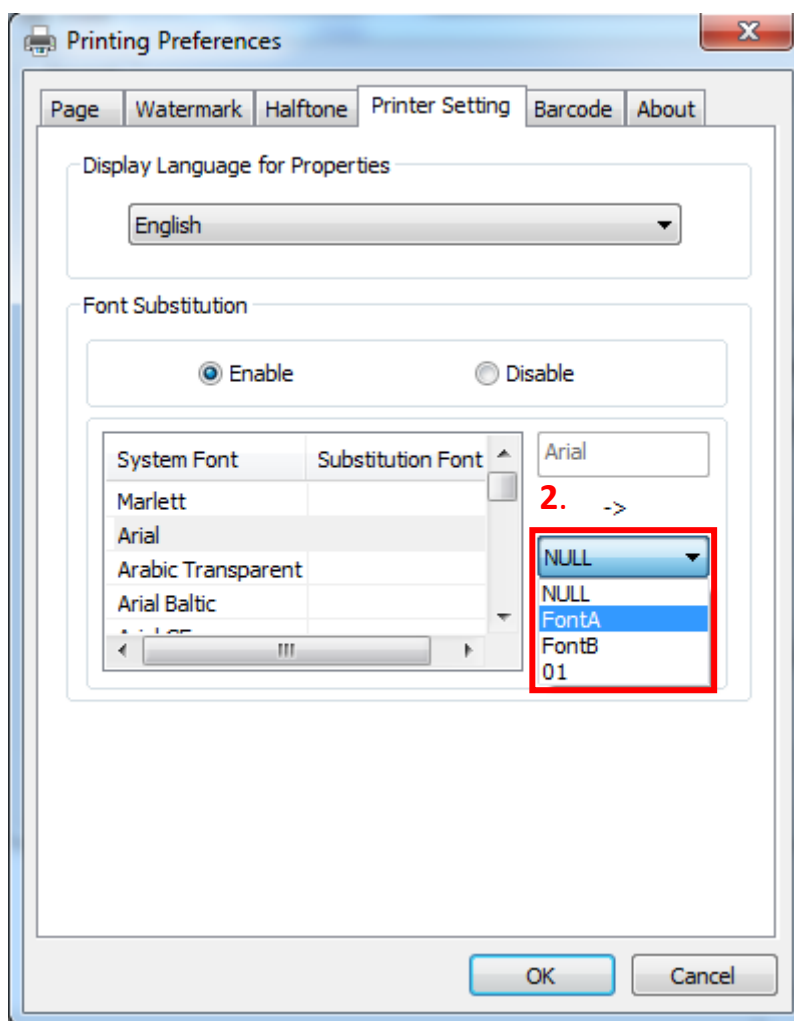 Printing Preferences
x
Page Watermark Halftone Printer Setting Barcode About
Display Language for Properties
English
Font Substitution
Enable Disable
System Font Substitution Font
Marlett
Arial
Arabic Transparent
Arial Baltic
Arial
2. ->
NULL
NULL
FontA
FontB
01
OK Cancel